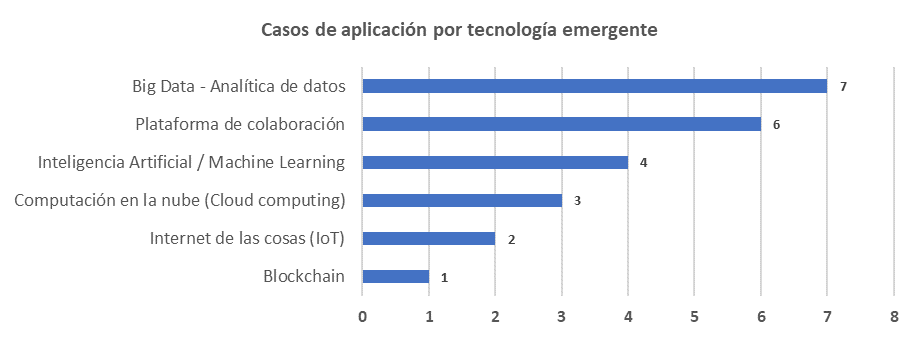 Casos de aplicación por tecnología emergente
Big Data - Analítica de datos 7
Plataforma de colaboración 6
Inteligencia Artificial / Machine Learning 4
Computación en la nube (Cloud computing) 3
Internet de las cosas (IoT) 2
Blockchain 1
0 1 2 3 4 5 6 7 8